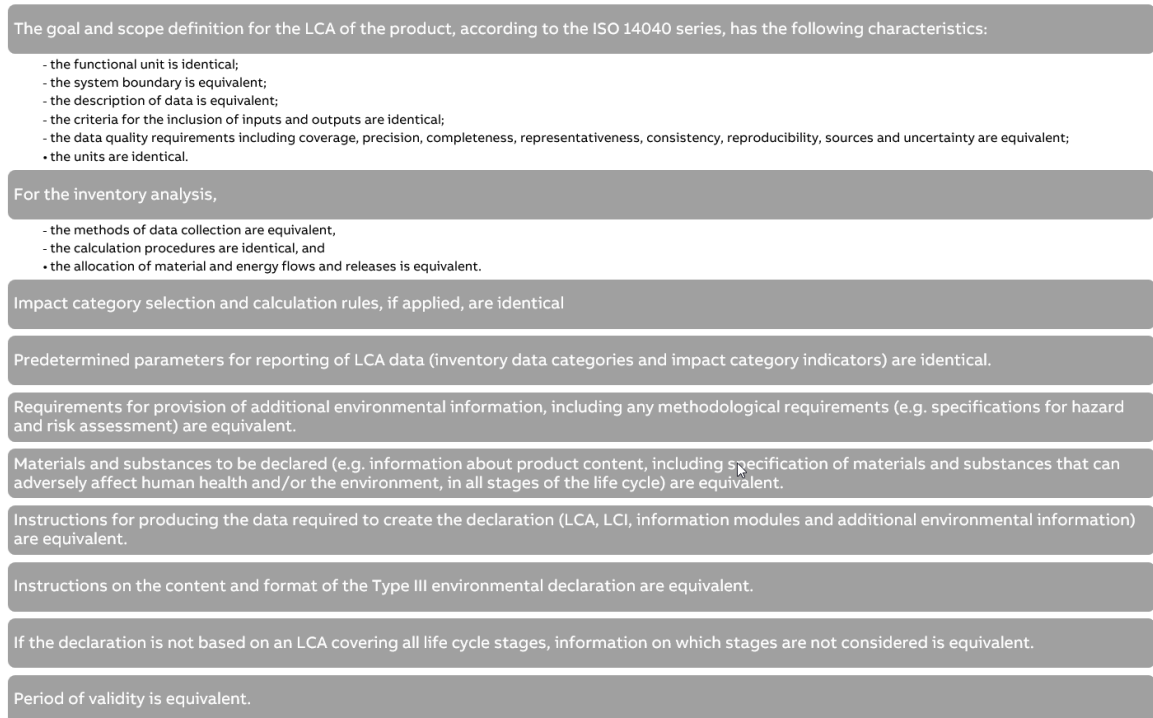 The goal and scope definition for the LCA of the product, according to the ISO 14040 series, has the following characteristics:
- the functional unit is identical;
- the system boundary is equivalent;
- the description of data is equivalent;
- the criteria for the inclusion of inputs and outputs are identical;
- the data quality requirements including coverage, precision, completeness, representativeness, consistency, reproducibility, sources and uncertainty are equivalent;
• the units are identical.
For the inventory analysis,
- the methods of data collection are equivalent,
- the calculation procedures are identical, and
• the allocation of material and energy flows and releases is equivalent.
Impact category selection and calculation rules, if applied, are identical
Predetermined parameters for reporting of LCA data (inventory data categories and impact category indicators) are identical.
Requirements for provision of additional environmental information, including any methodological requirements (e.g. specifications for hazard
and risk assessment) are equivalent.
Materials and substances to be declared (e.g. information about product content, including specification of materials and substances that can
adversely affect human health and/or the environment, in all stages of the life cycle) are equivalent.
Instructions for producing the data required to create the declaration (LCA, LCI, information modules and additional environmental information)
are equivalent.
Instructions on the content and format of the Type III environmental declaration are equivalent.
If the declaration is not based on an LCA covering all life cycle stages, information on which stages are not considered is equivalent.
Period of validity is equivalent.